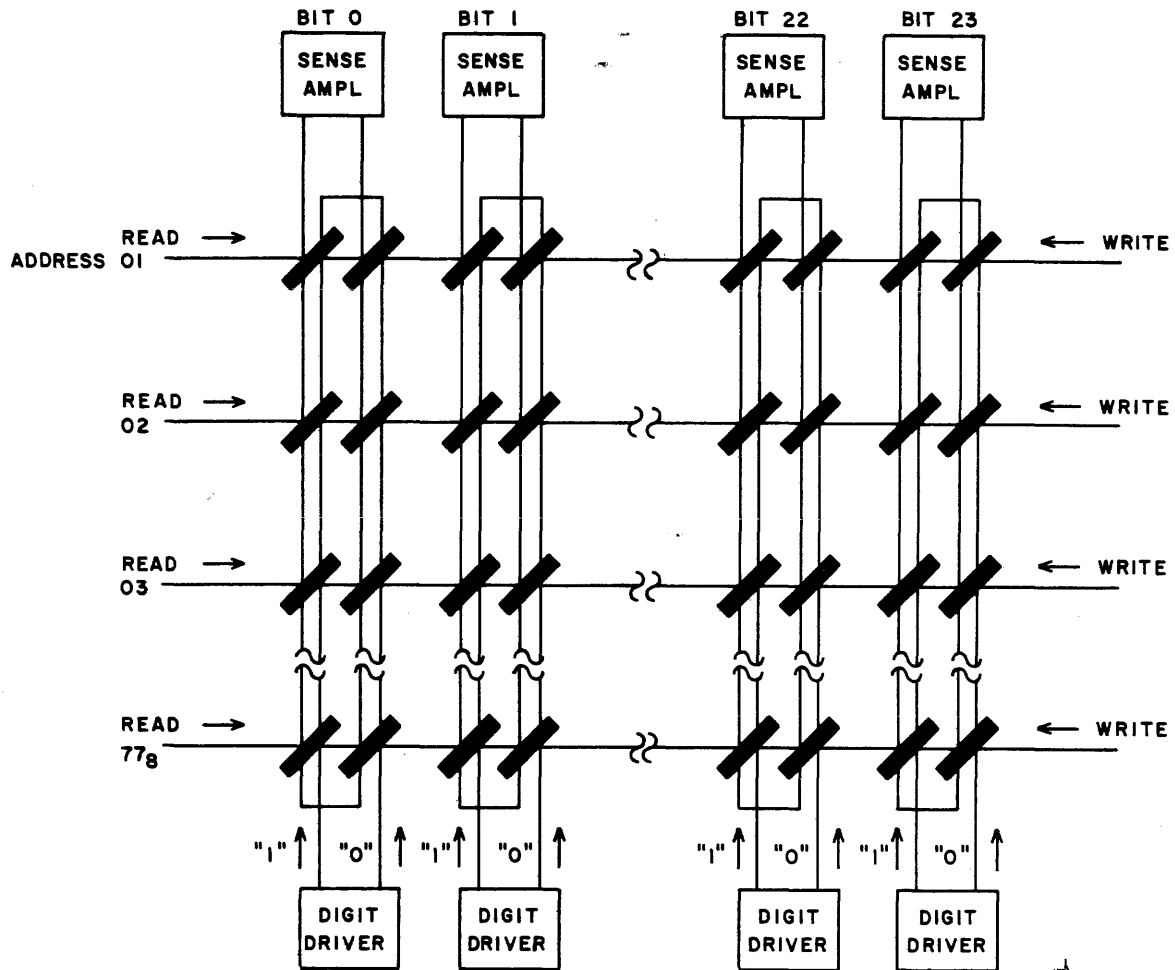 BIT 0 BIT 1 BIT 22 BIT 23
SENSE AMPL SENSE AMPL SENSE AMPL SENSE AMPL
READ → ← WRITE
ADDRESS 01
READ → ← WRITE
02
READ → ← WRITE
03
READ → ← WRITE
77₈
"1" "0" "1" "0" "1" "0" "1" "0"
DIGIT DRIVER DIGIT DRIVER DIGIT DRIVER DIGIT DRIVER